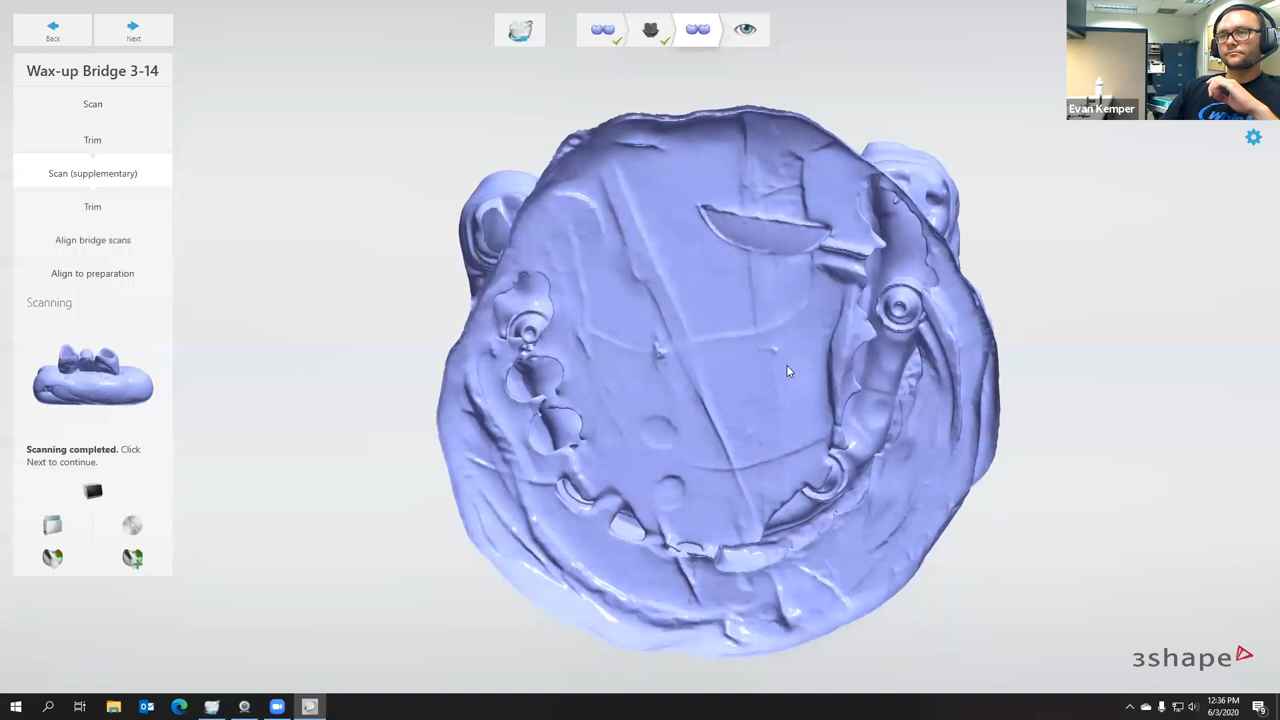 Back
Next
Wax-up Bridge 3-14
Scan
Trim
Scan (supplementary)
Trim
Align bridge scans
Align to preparation
Scanning
Scanning completed. Click
Next to continue.
Evan Kemper
3shape
12:36 PM
6/3/2020